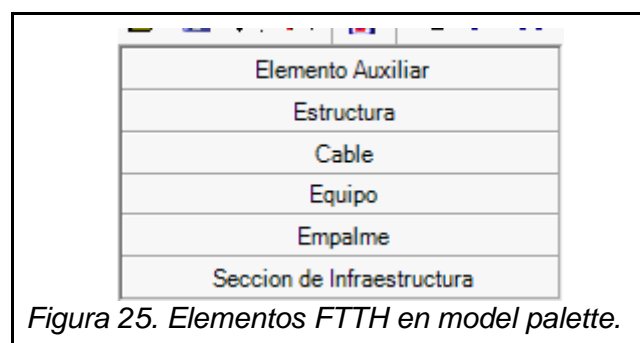 Elemento Auxiliar
Estructura
Cable
Equipo
Empalme
Seccion de Infraestructura
Figura 25. Elementos FTTH en model palette.